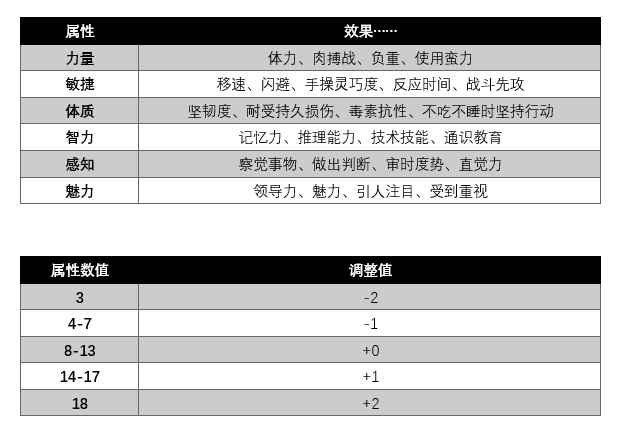 属性 效果……
力量 体力、肉搏战、负重、使用蛮力
敏捷 移速、闪避、手操灵巧度、反应时间、战斗先攻
体质 坚韧度、耐受持久损伤、毒素抗性、不吃不睡时坚持行动
智力 记忆力、推理能力、技术技能、通识教育
感知 察觉事物、做出判断、审时度势、直觉力
魅力 领导力、魅力、引人注目、受到重视
属性数值 调整值
3 -2
4-7 -1
8-13 +0
14-17 +1
18 +2